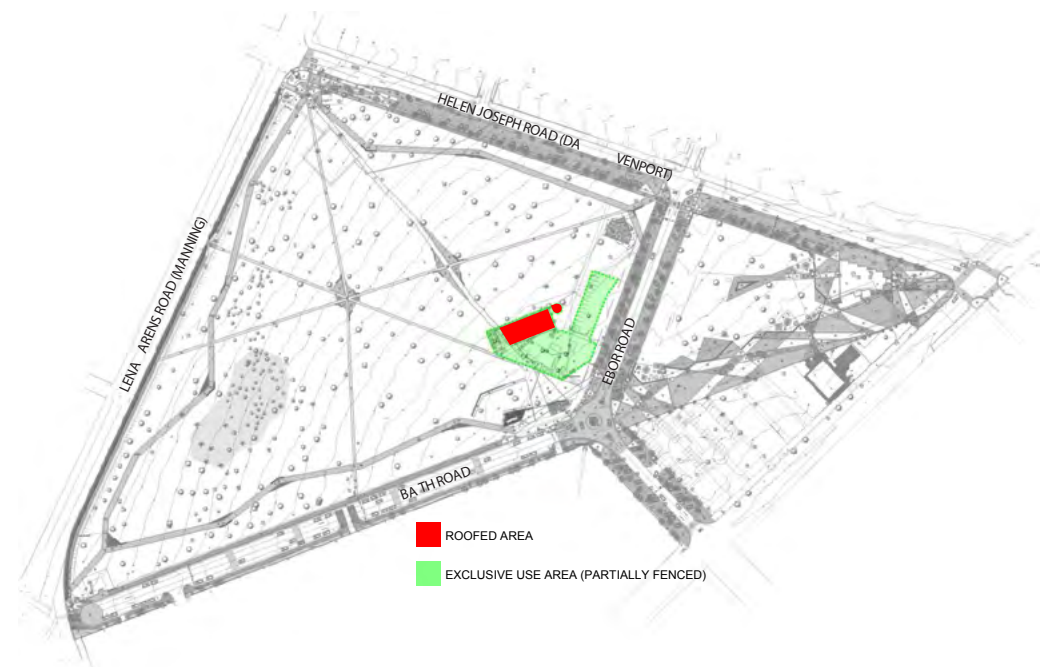 HELEN JOSEPH ROAD (DA VENPORT)
LENA ARENS ROAD (MANNING)
EBOR ROAD
BA TH ROAD
ROOFED AREA
EXCLUSIVE USE AREA (PARTIALLY FENCED)